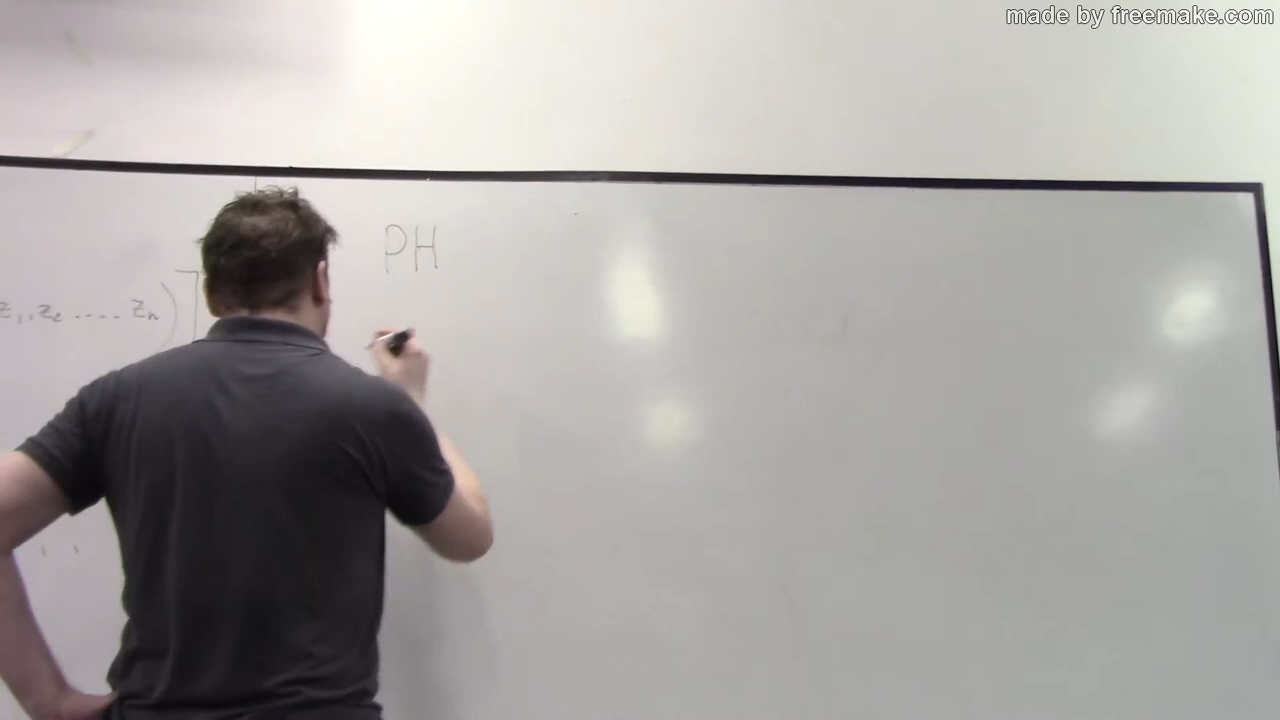 made by freemake.com
PH
z₁, z₂ .... zₙ)]